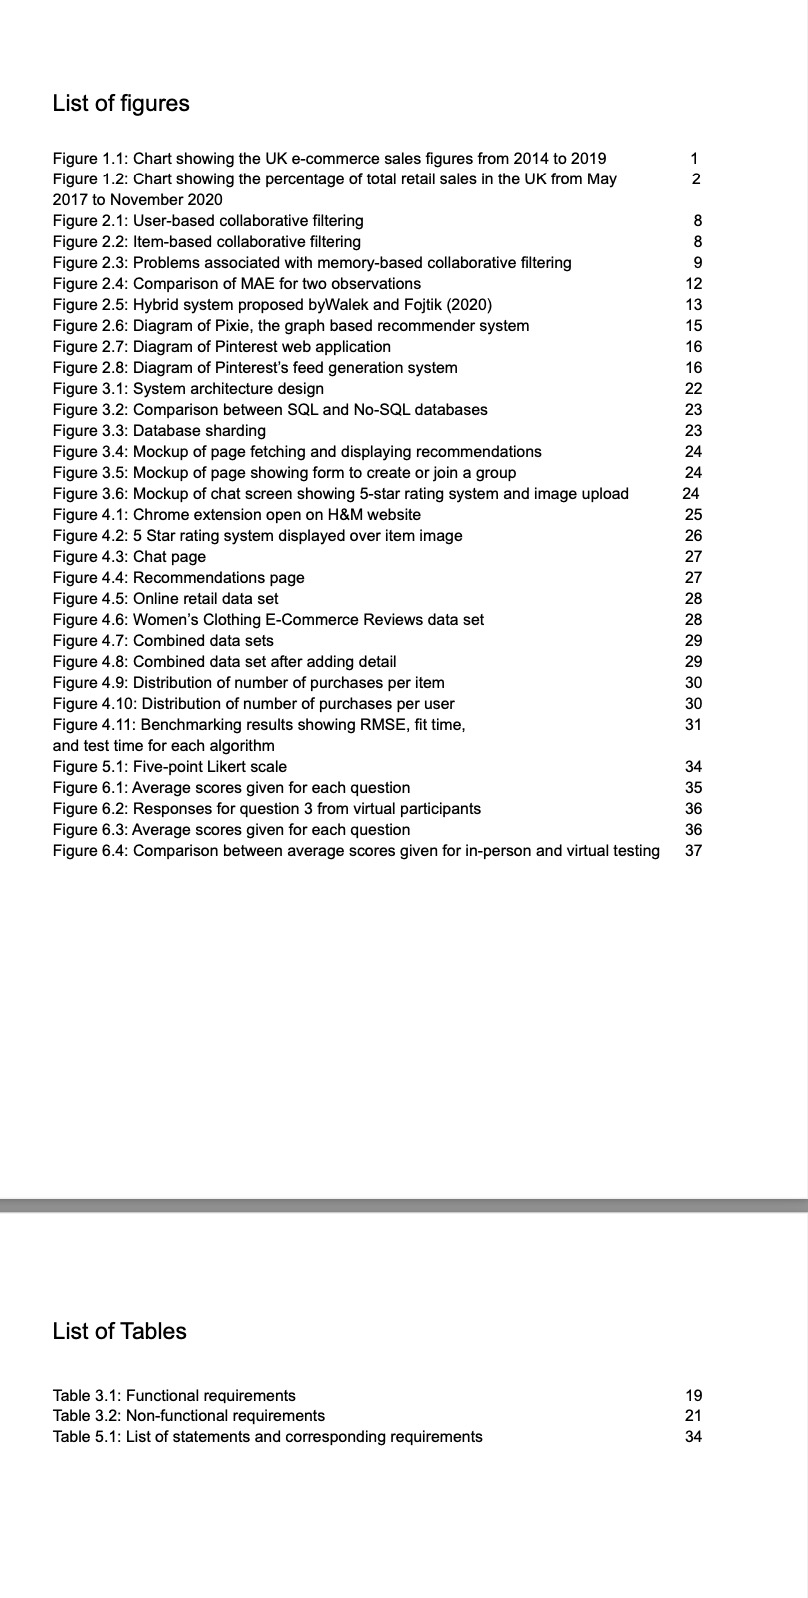 List of figures
Figure 1.1: Chart showing the UK e-commerce sales figures from 2014 to 2019 1
Figure 1.2: Chart showing the percentage of total retail sales in the UK from May 2
2017 to November 2020
Figure 2.1: User-based collaborative filtering 8
Figure 2.2: Item-based collaborative filtering 8
Figure 2.3: Problems associated with memory-based collaborative filtering 9
Figure 2.4: Comparison of MAE for two observations 12
Figure 2.5: Hybrid system proposed byWalek and Fojtik (2020) 13
Figure 2.6: Diagram of Pixie, the graph based recommender system 15
Figure 2.7: Diagram of Pinterest web application 16
Figure 2.8: Diagram of Pinterest’s feed generation system 16
Figure 3.1: System architecture design 22
Figure 3.2: Comparison between SQL and No-SQL databases 23
Figure 3.3: Database sharding 23
Figure 3.4: Mockup of page fetching and displaying recommendations 24
Figure 3.5: Mockup of page showing form to create or join a group 24
Figure 3.6: Mockup of chat screen showing 5-star rating system and image upload 24
Figure 4.1: Chrome extension open on H&M website 25
Figure 4.2: 5 Star rating system displayed over item image 26
Figure 4.3: Chat page 27
Figure 4.4: Recommendations page 27
Figure 4.5: Online retail data set 28
Figure 4.6: Women’s Clothing E-Commerce Reviews data set 28
Figure 4.7: Combined data sets 29
Figure 4.8: Combined data set after adding detail 29
Figure 4.9: Distribution of number of purchases per item 30
Figure 4.10: Distribution of number of purchases per user 30
Figure 4.11: Benchmarking results showing RMSE, fit time, 31
and test time for each algorithm
Figure 5.1: Five-point Likert scale 34
Figure 6.1: Average scores given for each question 35
Figure 6.2: Responses for question 3 from virtual participants 36
Figure 6.3: Average scores given for each question 36
Figure 6.4: Comparison between average scores given for in-person and virtual testing 37
List of Tables
Table 3.1: Functional requirements 19
Table 3.2: Non-functional requirements 21
Table 5.1: List of statements and corresponding requirements 34